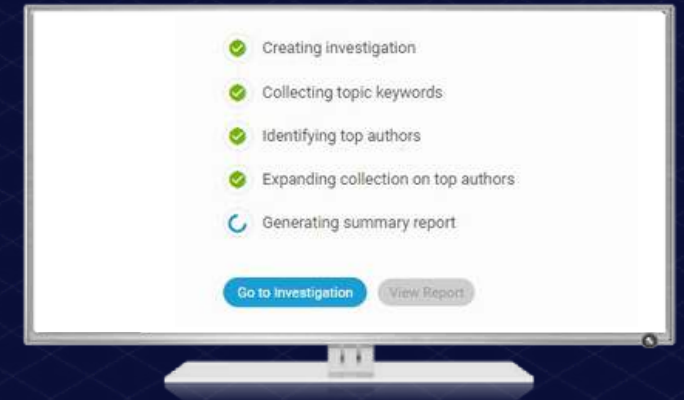 Creating investigation
Collecting topic keywords
Identifying top authors
Expanding collection on top authors
Generating summary report
Go to Investigation View Report